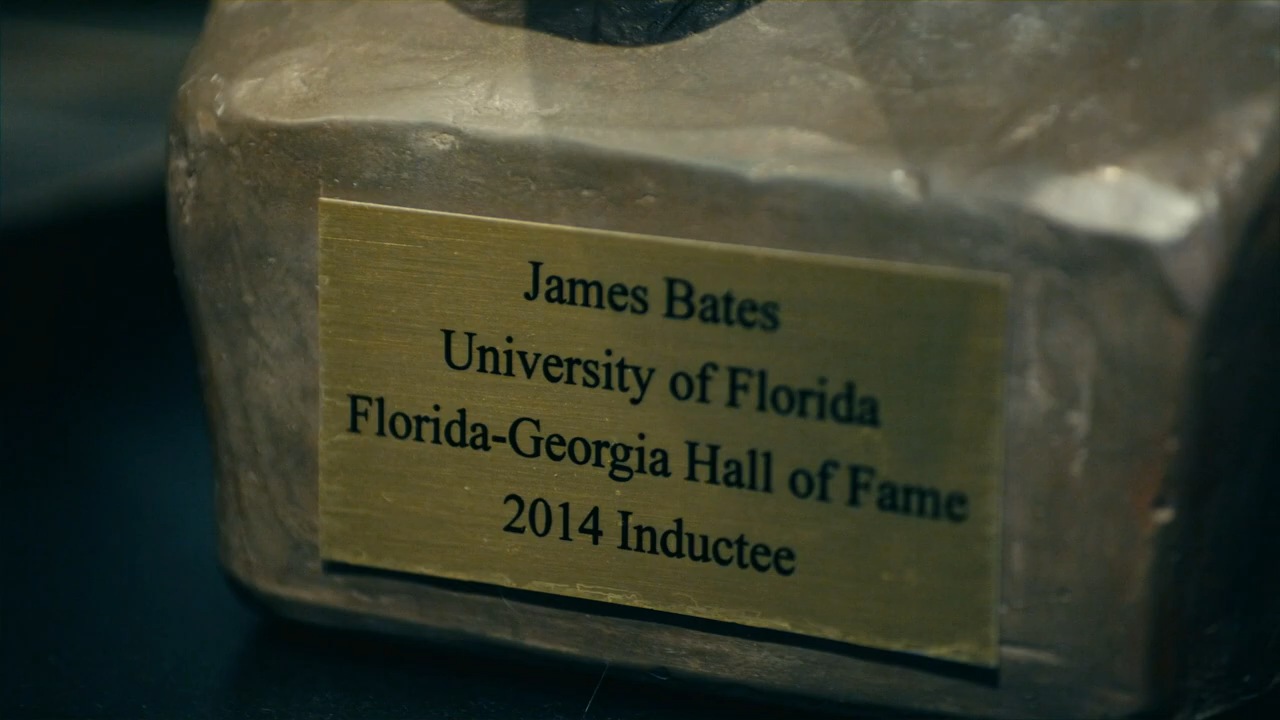 James Bates
University of Florida
Florida-Georgia Hall of Fame
2014 Inductee